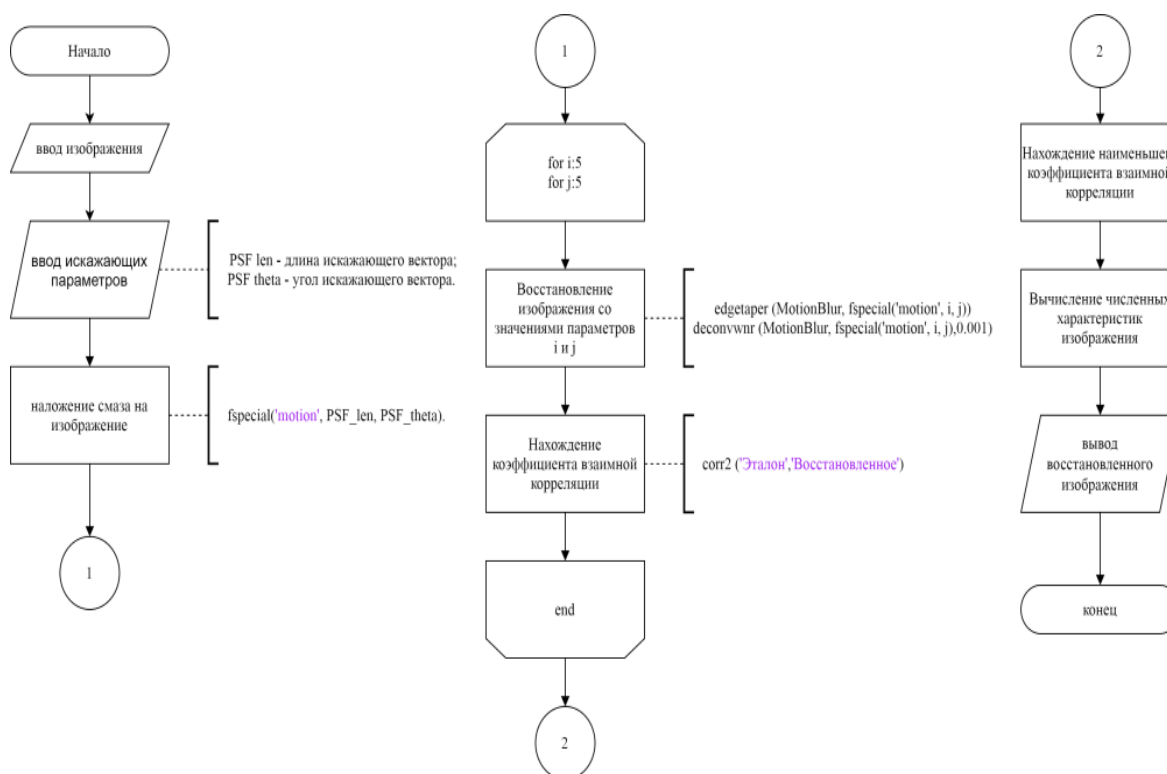 Начало
ввод изображения
ввод искажающих
параметров
PSF len - длина искажающего вектора;
PSF theta - угол искажающего вектора.
наложение смаза на
изображение
fspecial('motion', PSF_len, PSF_theta).
1
1
for i:5
for j:5
Восстановление
изображения со
значениями параметров
i и j
edgetaper (MotionBlur, fspecial('motion', i, j))
deconvwnr (MotionBlur, fspecial('motion', i, j),0.001)
Нахождение
коэффициента взаимной
корреляции
corr2 ('Эталон','Восстановленное')
end
2
2
Нахождение наименьшег
коэффициента взаимной
корреляции
Вычисление численных
характеристик
изображения
вывод
восстановленного
изображения
конец